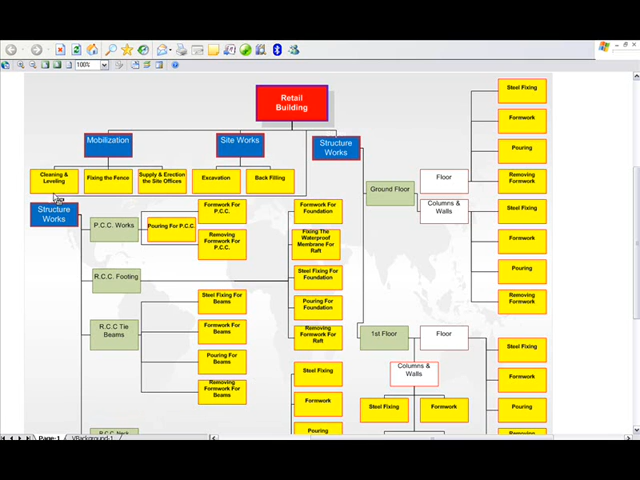 100%
Retail
Building
Mobilization
Site Works
Structure
Works
Cleaning &
Leveling
Fixing the Fence
Supply & Erection
the Site Offices
Excavation
Back Filling
Structure
Works
P.C.C. Works
Pouring For P.C.C.
Formwork For
P.C.C.
Removing
Formwork For
P.C.C.
R.C.C. Footing
Formwork For
Foundation
Fixing The
Waterproof
Membrane For
Raft
Steel Fixing For
Foundation
Pouring For
Foundation
Removing
Formwork For
Raft
R.C.C Tie
Beams
Steel Fixing For
Beams
Formwork For
Beams
Pouring For
Beams
Removing
Formwork For
Beams
R.C.C. Neck
Steel Fixing
Formwork
Pouring
Ground Floor
Floor
Steel Fixing
Formwork
Pouring
Removing
Formwork
Columns &
Walls
Steel Fixing
Formwork
Pouring
Removing
Formwork
1st Floor
Floor
Steel Fixing
Formwork
Pouring
Removing
Columns &
Walls
Steel Fixing
Formwork
Page-1
VBackground-1